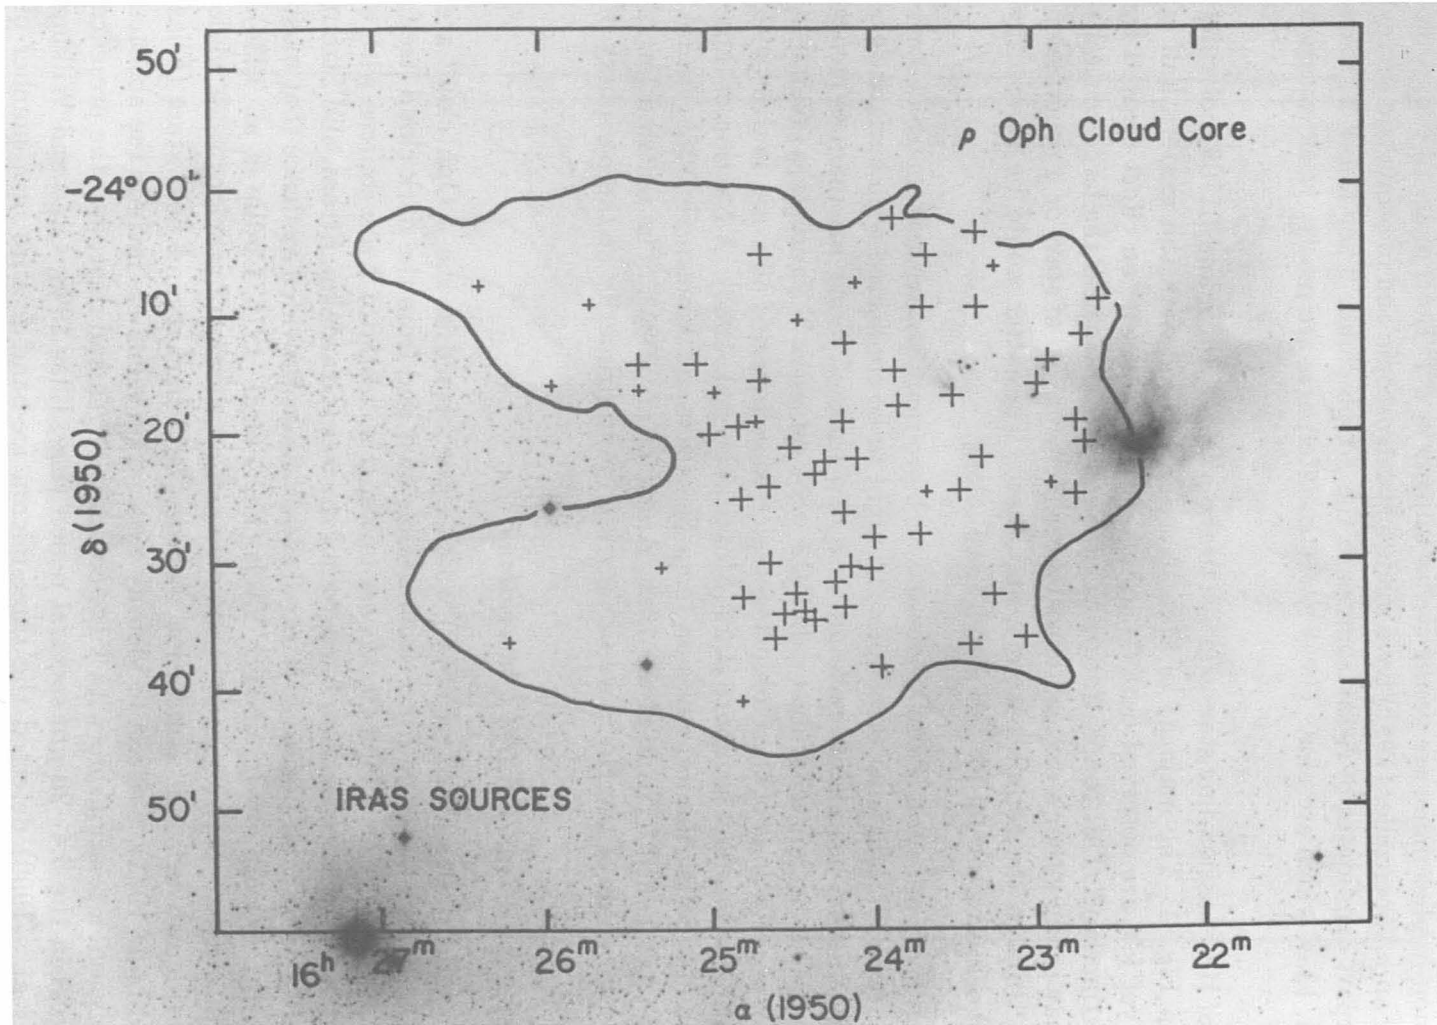 50'
ρ Oph Cloud Core
-24°00'
10'
20'
δ (1950)
30'
40'
50'
IRAS SOURCES
16ʰ 27ᵐ 26ᵐ 25ᵐ 24ᵐ 23ᵐ 22ᵐ
α (1950)